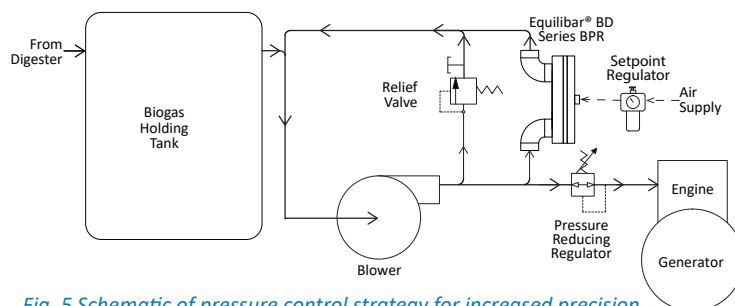 From
Digester
Biogas
Holding
Tank
Relief
Valve
Equilibar® BD
Series BPR
Setpoint
Regulator
Air
Supply
Blower
Pressure
Reducing
Regulator
Engine
Generator
Fig. 5 Schematic of pressure control strategy for increased precision